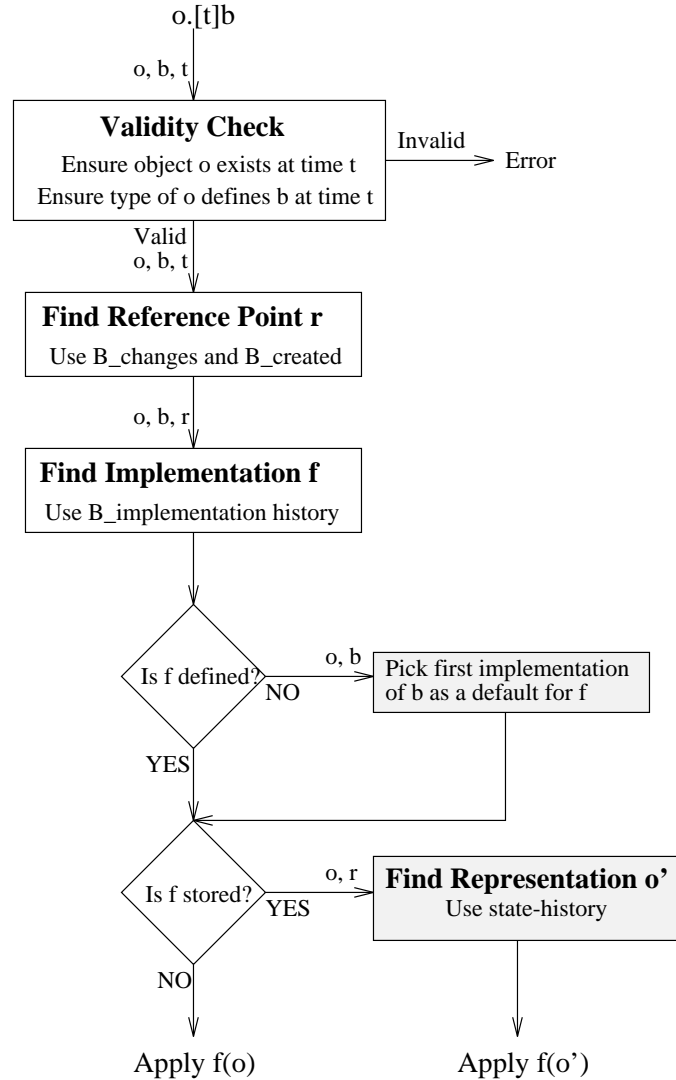 o.[t]b
o, b, t
Validity Check
Ensure object o exists at time t
Ensure type of o defines b at time t
Invalid
Error
Valid
o, b, t
Find Reference Point r
Use B_changes and B_created
o, b, r
Find Implementation f
Use B_implementation history
Is f defined?
NO
o, b
Pick first implementation
of b as a default for f
YES
Is f stored?
YES
o, r
Find Representation o’
Use state-history
NO
Apply f(o)
Apply f(o’)